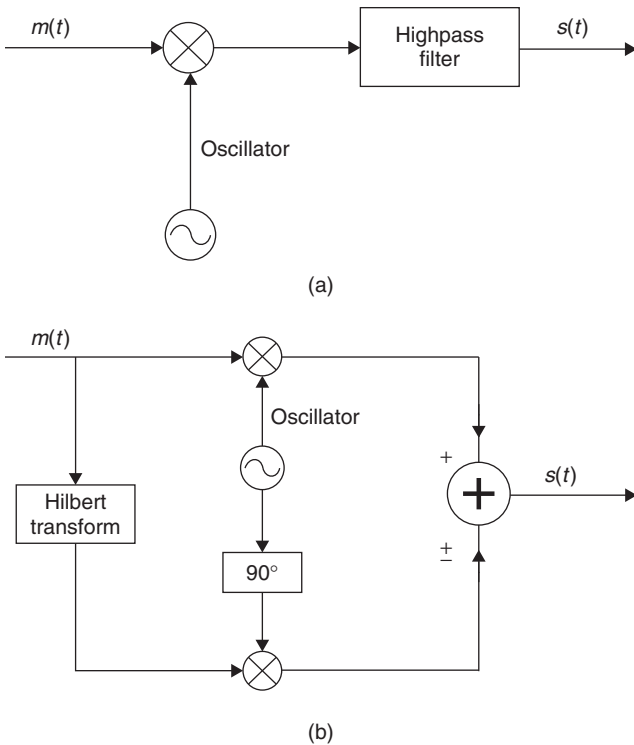 m(t)
Highpass
filter
s(t)
Oscillator
(a)
m(t)
Oscillator
+
+
s(t)
Hilbert
transform
±
90°
(b)